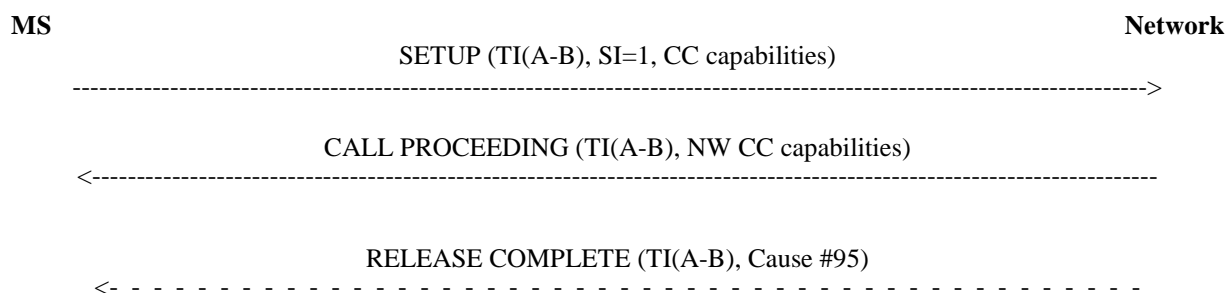 MS Network
SETUP (TI(A-B), SI=1, CC capabilities)
----------------------------------------------------------------------------------------------------------------------->
CALL PROCEEDING (TI(A-B), NW CC capabilities)
<----------------------------------------------------------------------------------------------------------------------
RELEASE COMPLETE (TI(A-B), Cause #95)
<- - - - - - - - - - - - - - - - - - - - - - - - - - - - - - - - - - - - - - -